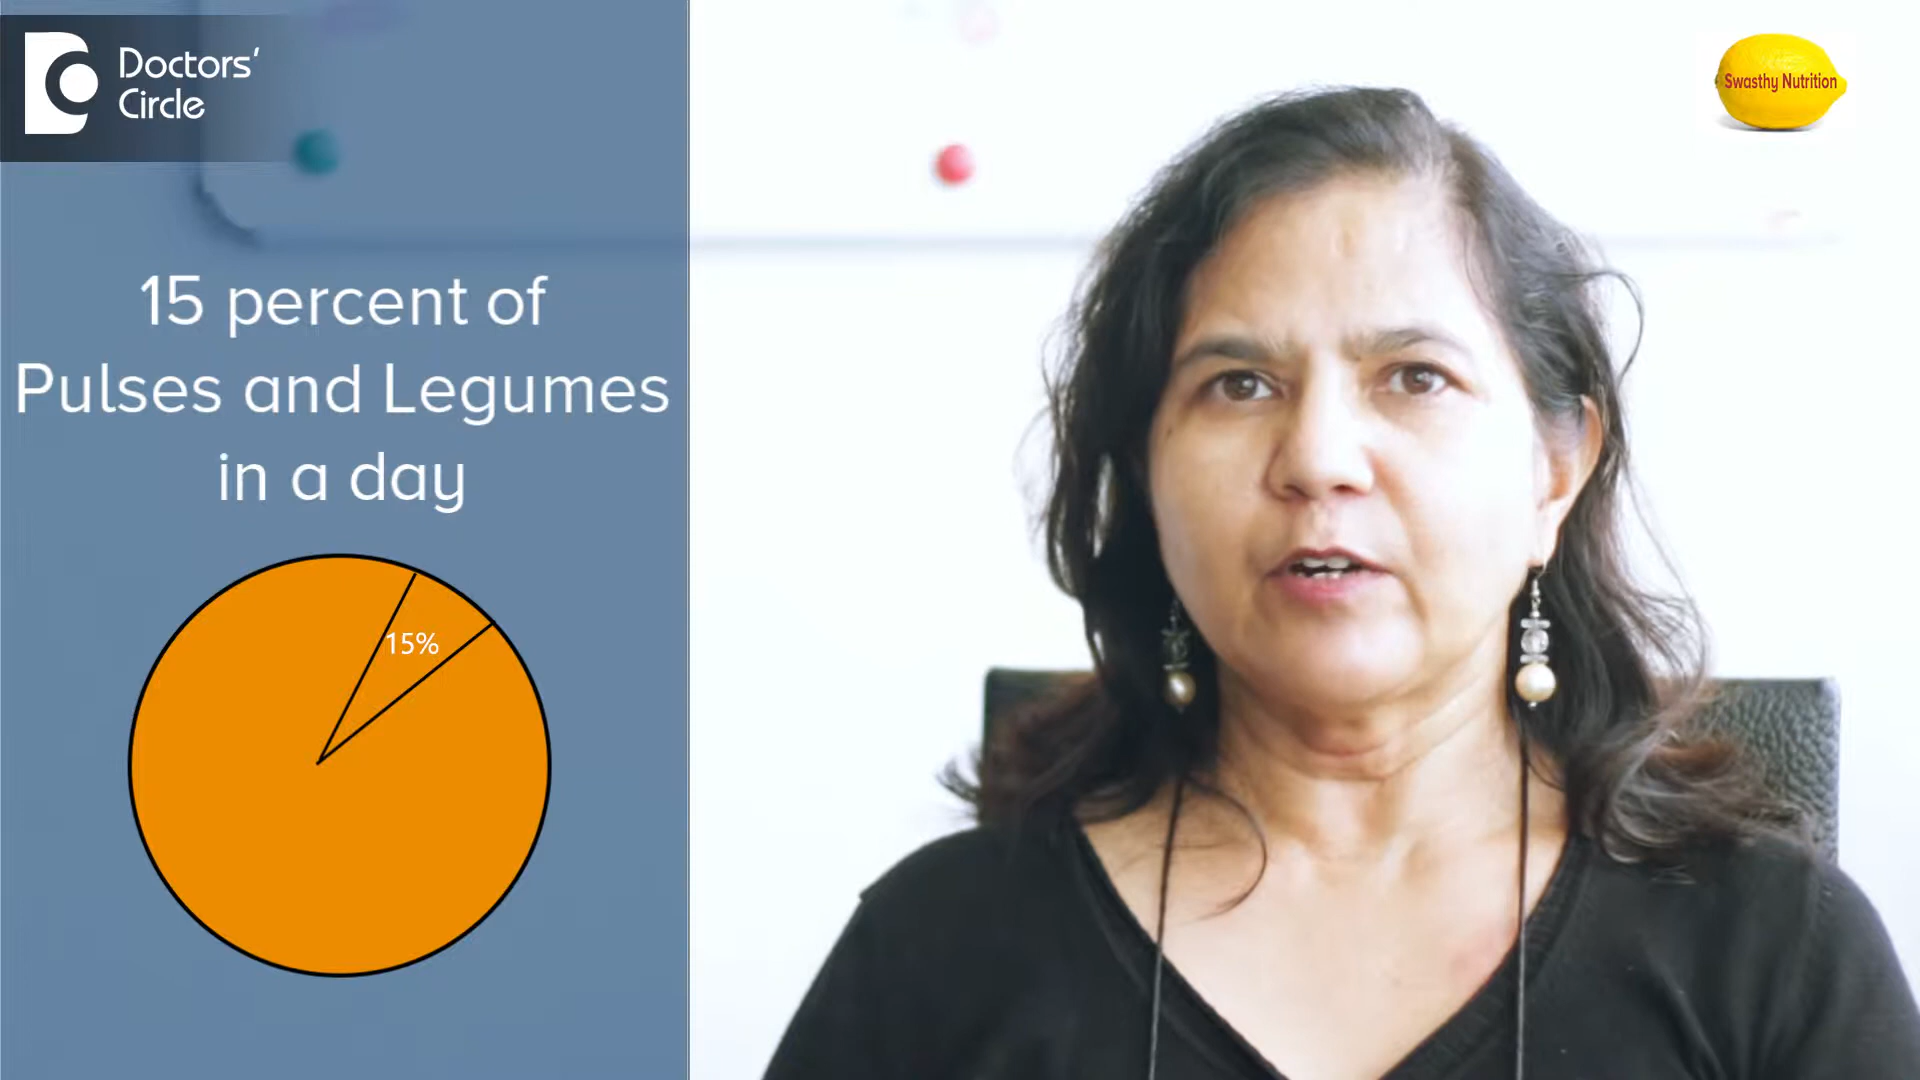 Doctors'
Circle
Swasthy Nutrition
15 percent of
Pulses and Legumes
in a day
15%